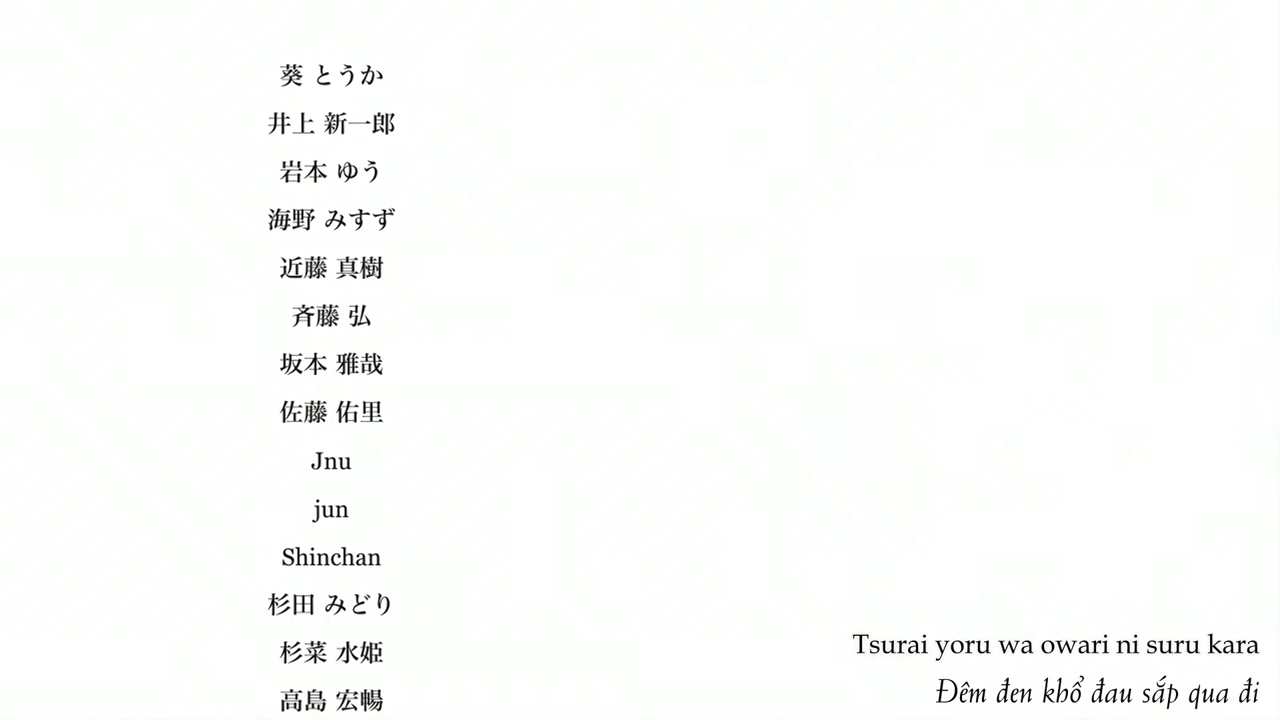 葵 とうか
井上 新一郎
岩本 ゆう
海野 みすず
近藤 真樹
斉藤 弘
坂本 雅哉
佐藤 佑里
Jnu
jun
Shinchan
杉田 みどり
杉菜 水姫
高島 宏暢
Tsurai yoru wa owari ni suru kara
Đêm đen khổ đau sắp qua đi